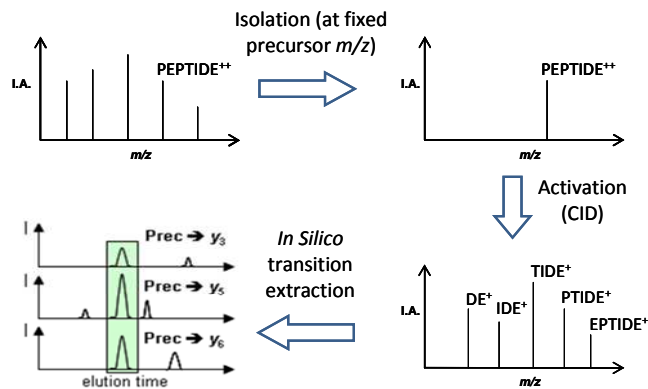 Isolation (at fixed
precursor m/z)
I.A.
PEPTIDE++
m/z
I.A.
PEPTIDE++
m/z
Activation
(CID)
I.A.
DE+
IDE+
TIDE+
PTIDE+
EPTIDE+
m/z
In Silico
transition
extraction
I
Prec → y3
I
Prec → y5
I
Prec → y6
elution time